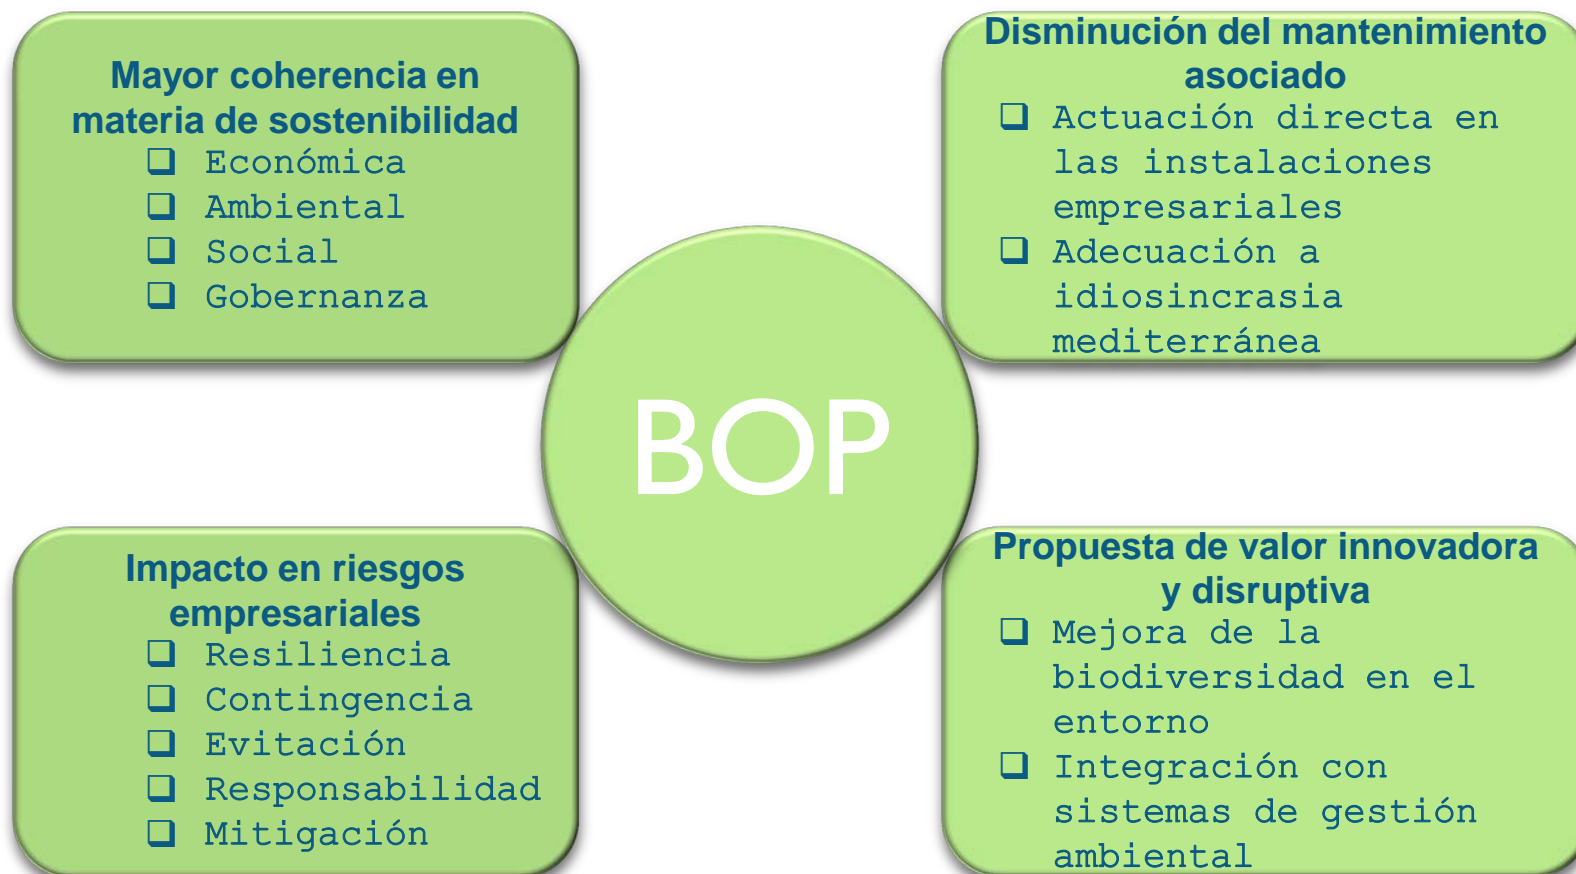 Mayor coherencia en
materia de sostenibilidad
❑ Económica
❑ Ambiental
❑ Social
❑ Gobernanza
Disminución del mantenimiento
asociado
❑ Actuación directa en
las instalaciones
empresariales
❑ Adecuación a
idiosincrasia
mediterránea
BOP
Impacto en riesgos
empresariales
❑ Resiliencia
❑ Contingencia
❑ Evitación
❑ Responsabilidad
❑ Mitigación
Propuesta de valor innovadora
y disruptiva
❑ Mejora de la
biodiversidad en el
entorno
❑ Integración con
sistemas de gestión
ambiental